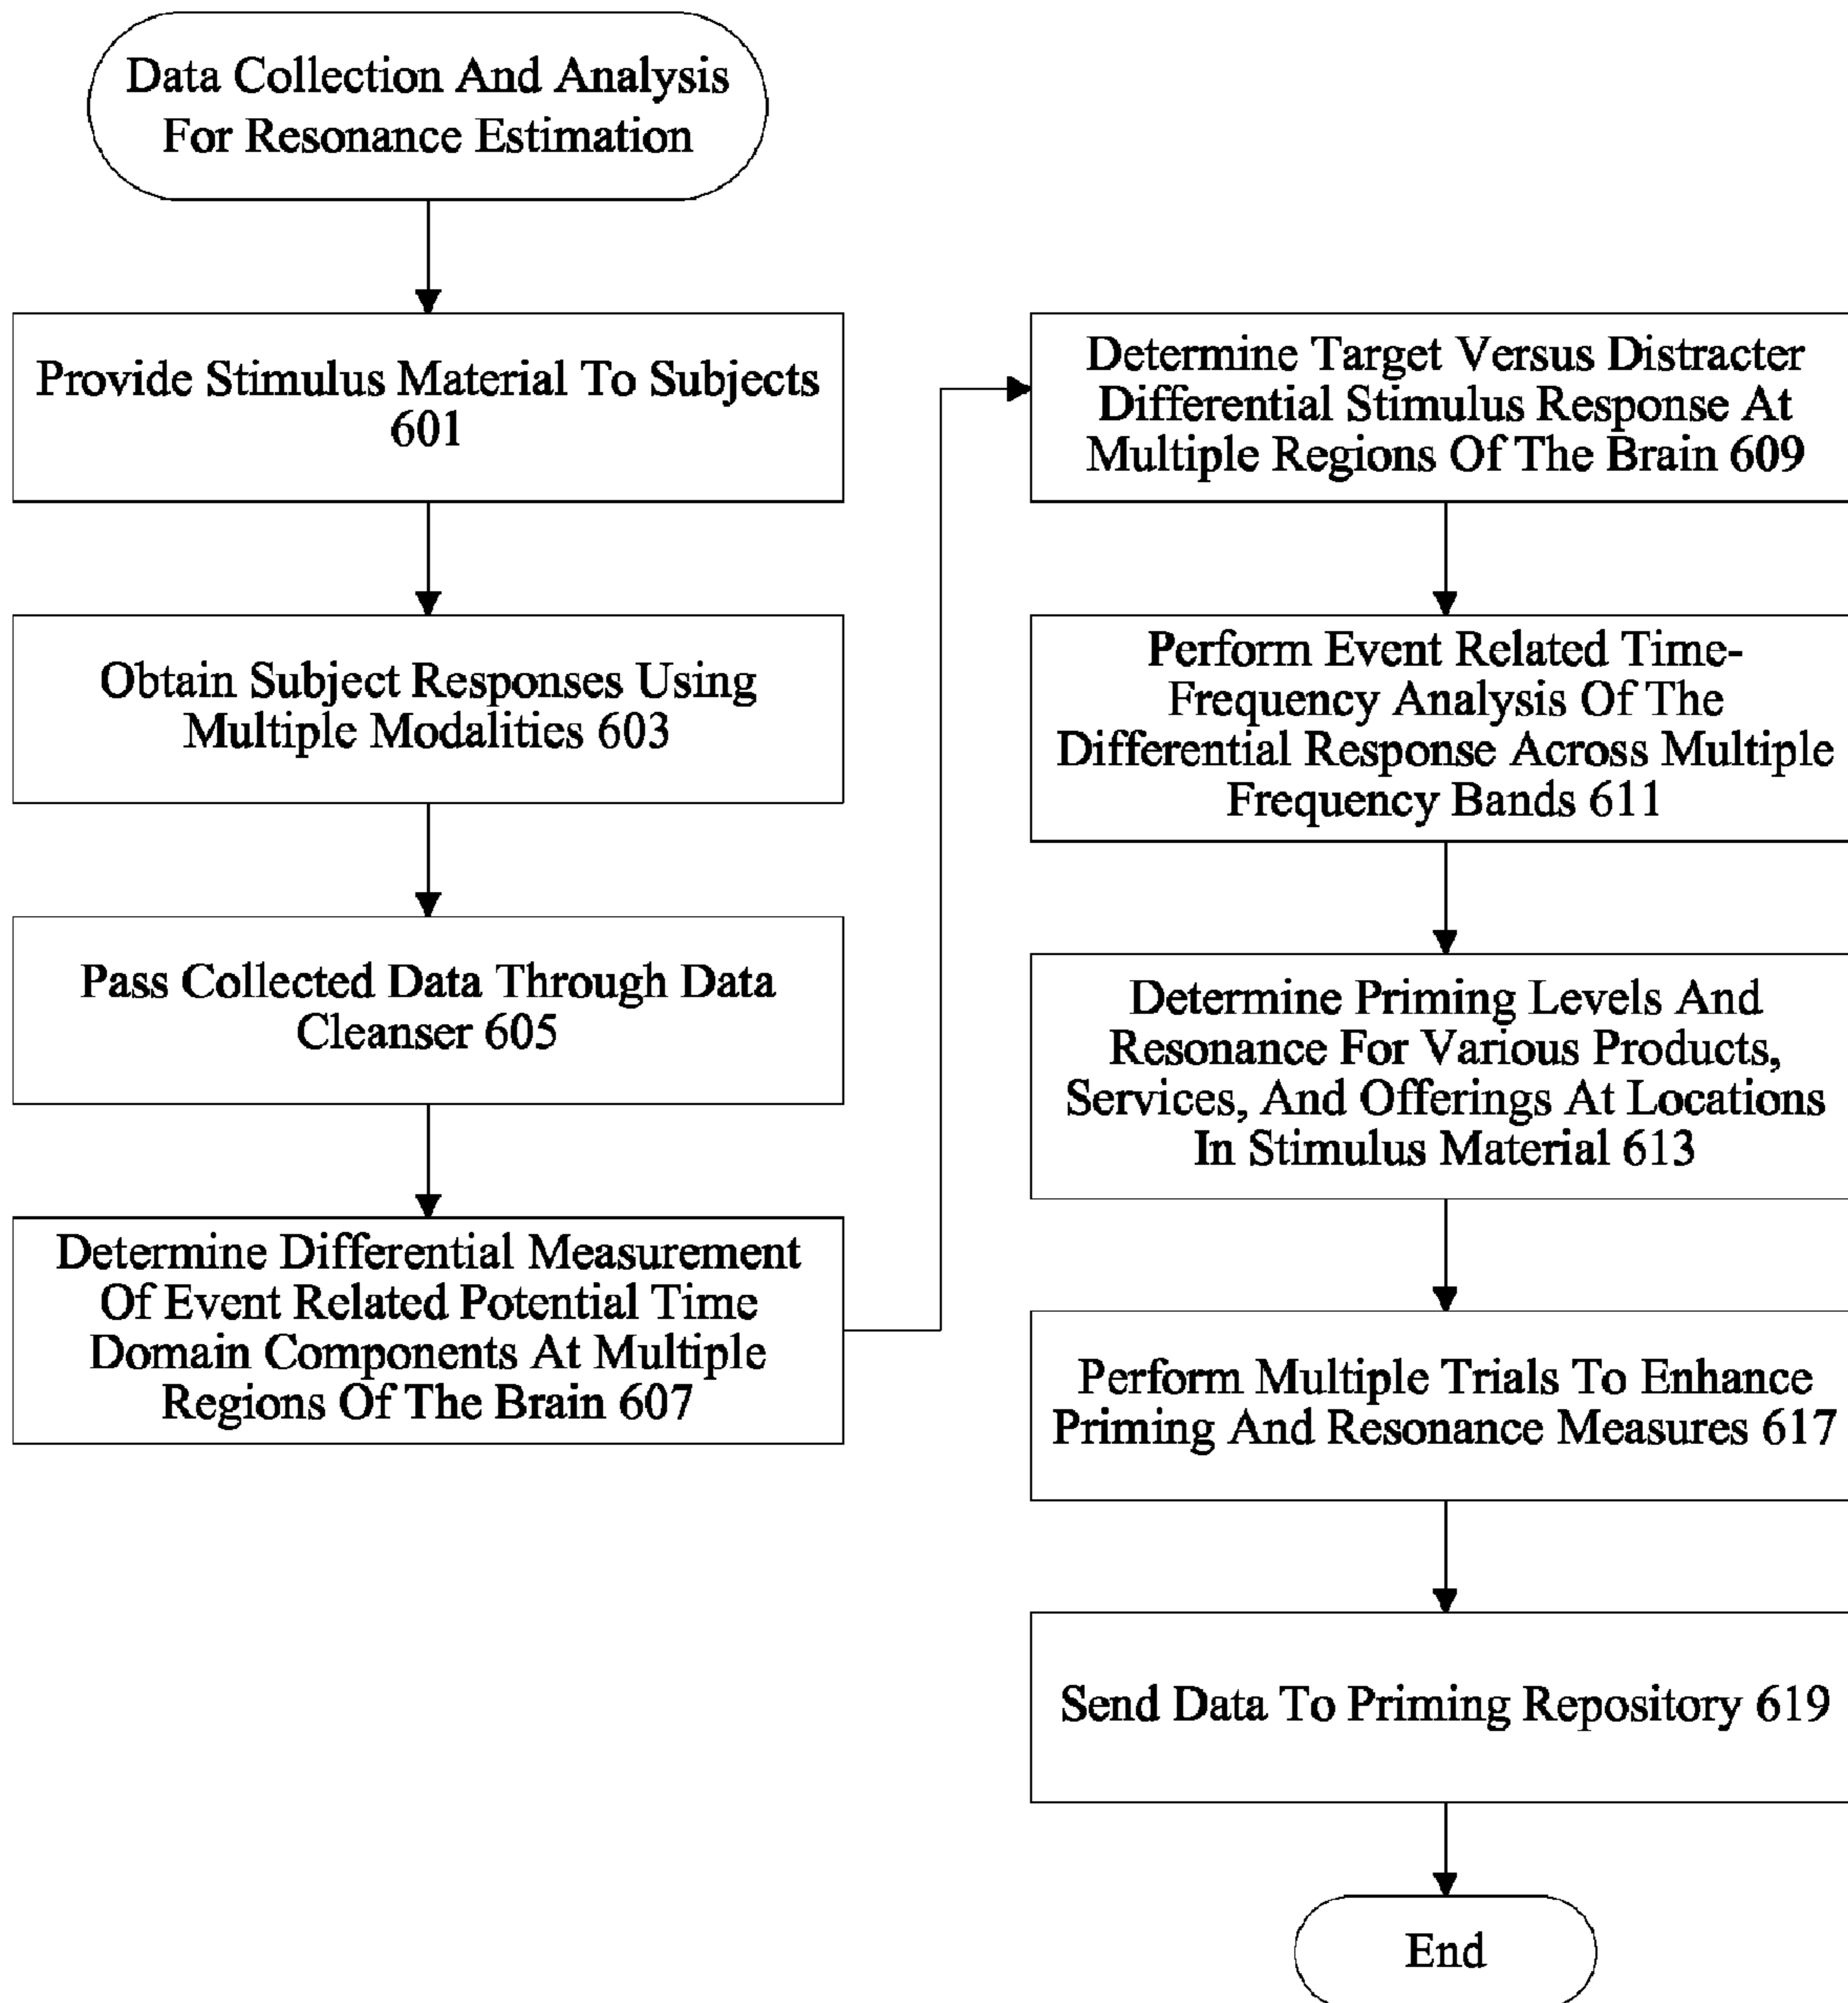 Data Collection And Analysis
For Resonance Estimation
Provide Stimulus Material To Subjects
601
Obtain Subject Responses Using
Multiple Modalities 603
Pass Collected Data Through Data
Cleanser 605
Determine Differential Measurement
Of Event Related Potential Time
Domain Components At Multiple
Regions Of The Brain 607
Determine Target Versus Distracter
Differential Stimulus Response At
Multiple Regions Of The Brain 609
Perform Event Related Time-
Frequency Analysis Of The
Differential Response Across Multiple
Frequency Bands 611
Determine Priming Levels And
Resonance For Various Products,
Services, And Offerings At Locations
In Stimulus Material 613
Perform Multiple Trials To Enhance
Priming And Resonance Measures 617
Send Data To Priming Repository 619
End